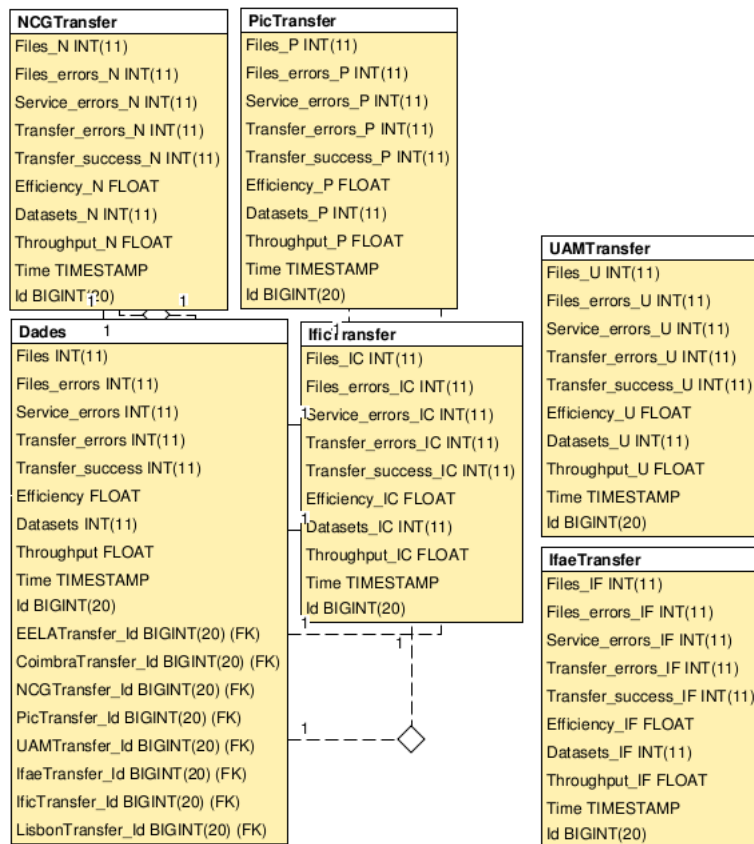 NCGTransfer
Files_N INT(11)
Files_errors_N INT(11)
Service_errors_N INT(11)
Transfer_errors_N INT(11)
Transfer_success_N INT(11)
Efficiency_N FLOAT
Datasets_N INT(11)
Throughput_N FLOAT
Time TIMESTAMP
Id BIGINT(20)
1
1
1
PicTransfer
Files_P INT(11)
Files_errors_P INT(11)
Service_errors_P INT(11)
Transfer_errors_P INT(11)
Transfer_success_P INT(11)
Efficiency_P FLOAT
Datasets_P INT(11)
Throughput_P FLOAT
Time TIMESTAMP
Id BIGINT(20)
1
Dades
Files INT(11)
Files_errors INT(11)
Service_errors INT(11)
Transfer_errors INT(11)
Transfer_success INT(11)
Efficiency FLOAT
Datasets INT(11)
Throughput FLOAT
Time TIMESTAMP
Id BIGINT(20)
EELATransfer_Id BIGINT(20) (FK)
CoimbraTransfer_Id BIGINT(20) (FK)
NCGTransfer_Id BIGINT(20) (FK)
PicTransfer_Id BIGINT(20) (FK)
UAMTransfer_Id BIGINT(20) (FK)
IfaeTransfer_Id BIGINT(20) (FK)
IficTransfer_Id BIGINT(20) (FK)
LisbonTransfer_Id BIGINT(20) (FK)
1
1
1
1
1
IficTransfer
Files_IC INT(11)
Files_errors_IC INT(11)
Service_errors_IC INT(11)
Transfer_errors_IC INT(11)
Transfer_success_IC INT(11)
Efficiency_IC FLOAT
Datasets_IC INT(11)
Throughput_IC FLOAT
Time TIMESTAMP
Id BIGINT(20)
UAMTransfer
Files_U INT(11)
Files_errors_U INT(11)
Service_errors_U INT(11)
Transfer_errors_U INT(11)
Transfer_success_U INT(11)
Efficiency_U FLOAT
Datasets_U INT(11)
Throughput_U FLOAT
Time TIMESTAMP
Id BIGINT(20)
IfaeTransfer
Files_IF INT(11)
Files_errors_IF INT(11)
Service_errors_IF INT(11)
Transfer_errors_IF INT(11)
Transfer_success_IF INT(11)
Efficiency_IF FLOAT
Datasets_IF INT(11)
Throughput_IF FLOAT
Time TIMESTAMP
Id BIGINT(20)